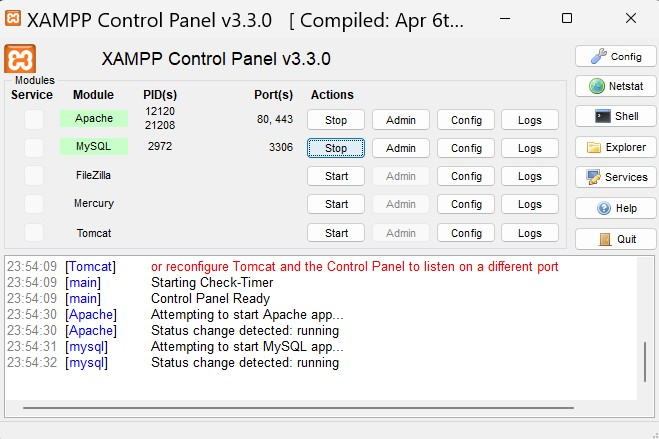 XAMPP Control Panel v3.3.0 [ Compiled: Apr 6t...
XAMPP Control Panel v3.3.0
Config
Modules
Service Module PID(s) Port(s) Actions
Netstat
Apache 12120 21208 80, 443 Stop Admin Config Logs
Shell
MySQL 2972 3306 Stop Admin Config Logs
Explorer
FileZilla Start Admin Config Logs
Services
Mercury Start Admin Config Logs
Help
Tomcat Start Admin Config Logs
Quit
23:54:09 [Tomcat] or reconfigure Tomcat and the Control Panel to listen on a different port
23:54:09 [main] Starting Check-Timer
23:54:09 [main] Control Panel Ready
23:54:30 [Apache] Attempting to start Apache app...
23:54:30 [Apache] Status change detected: running
23:54:31 [mysql] Attempting to start MySQL app...
23:54:32 [mysql] Status change detected: running